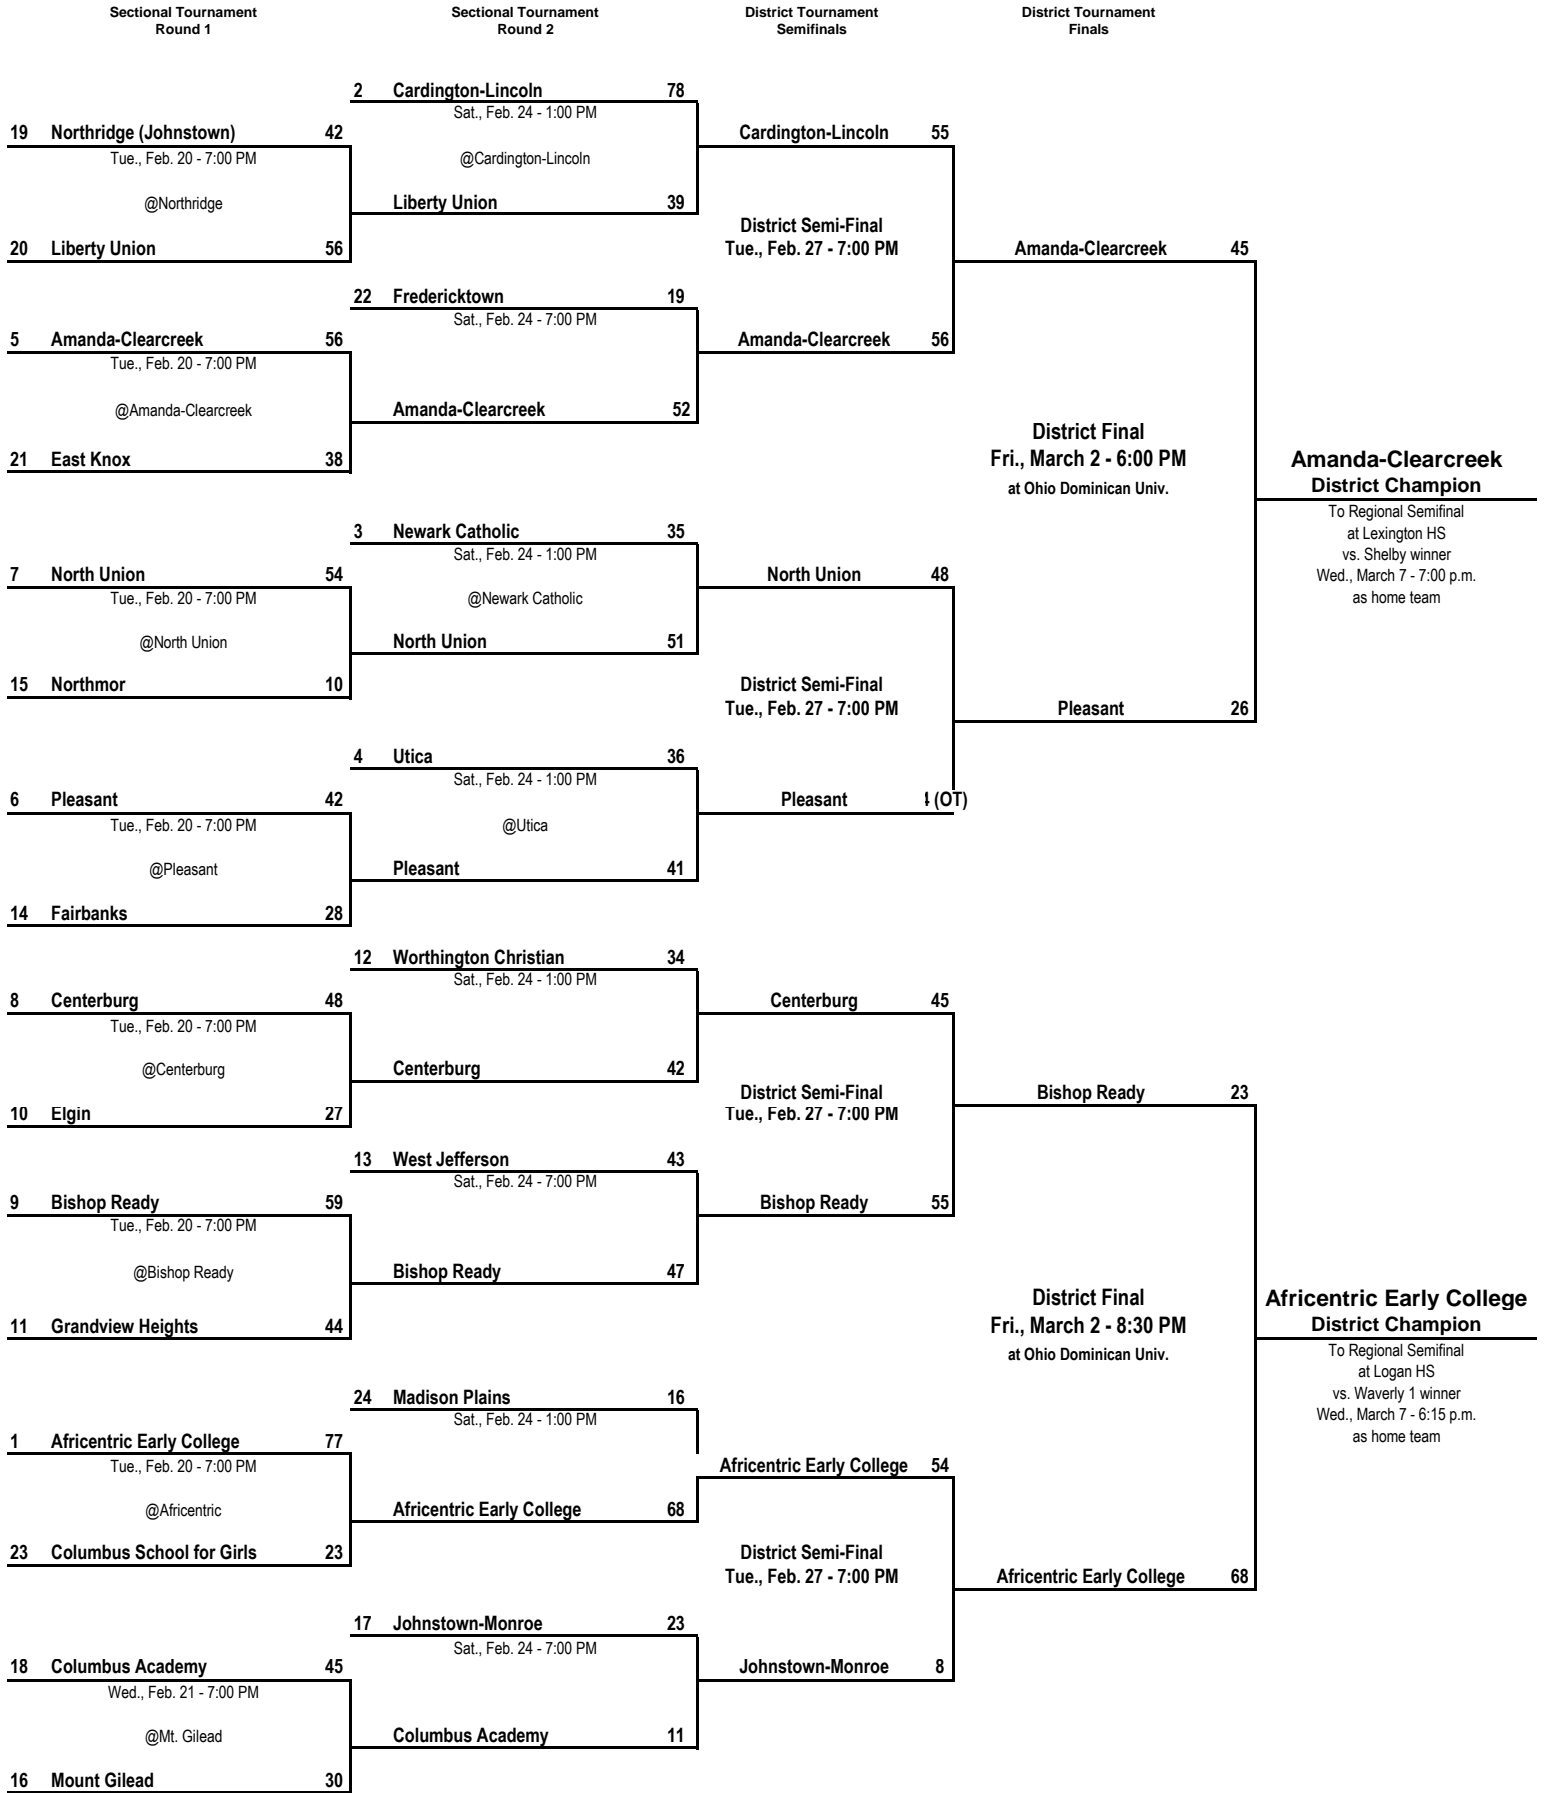 Sectional Tournament
Round 1
Sectional Tournament
Round 2
District Tournament
Semifinals
District Tournament
Finals
2 Cardington-Lincoln 78
Sat., Feb. 24 - 1:00 PM
19 Northridge (Johnstown) 42
Cardington-Lincoln 55
Tue., Feb. 20 - 7:00 PM
@Cardington-Lincoln
@Northridge
Liberty Union 39
District Semi-Final
Tue., Feb. 27 - 7:00 PM
20 Liberty Union 56
Amanda-Clearcreek 45
22 Fredericktown 19
Sat., Feb. 24 - 7:00 PM
5 Amanda-Clearcreek 56
Amanda-Clearcreek 56
Tue., Feb. 20 - 7:00 PM
@Amanda-Clearcreek
Amanda-Clearcreek 52
21 East Knox 38
District Final
Fri., March 2 - 6:00 PM
at Ohio Dominican Univ.
Amanda-Clearcreek
District Champion
To Regional Semifinal
at Lexington HS
vs. Shelby winner
Wed., March 7 - 7:00 p.m.
as home team
3 Newark Catholic 35
Sat., Feb. 24 - 1:00 PM
7 North Union 54
North Union 48
Tue., Feb. 20 - 7:00 PM
@Newark Catholic
@North Union
North Union 51
15 Northmor 10
District Semi-Final
Tue., Feb. 27 - 7:00 PM
Pleasant 26
4 Utica 36
Sat., Feb. 24 - 1:00 PM
6 Pleasant 42
Pleasant 4 (OT)
Tue., Feb. 20 - 7:00 PM
@Utica
@Pleasant
Pleasant 41
14 Fairbanks 28
12 Worthington Christian 34
Sat., Feb. 24 - 1:00 PM
8 Centerburg 48
Centerburg 45
Tue., Feb. 20 - 7:00 PM
@Centerburg
Centerburg 42
District Semi-Final
Tue., Feb. 27 - 7:00 PM
Bishop Ready 23
10 Elgin 27
13 West Jefferson 43
Sat., Feb. 24 - 7:00 PM
9 Bishop Ready 59
Bishop Ready 55
Tue., Feb. 20 - 7:00 PM
@Bishop Ready
Bishop Ready 47
11 Grandview Heights 44
District Final
Fri., March 2 - 8:30 PM
at Ohio Dominican Univ.
Africentric Early College
District Champion
To Regional Semifinal
at Logan HS
vs. Waverly 1 winner
Wed., March 7 - 6:15 p.m.
as home team
24 Madison Plains 16
Sat., Feb. 24 - 1:00 PM
1 Africentric Early College 77
Tue., Feb. 20 - 7:00 PM
Africentric Early College 54
@Africentric
Africentric Early College 68
23 Columbus School for Girls 23
District Semi-Final
Tue., Feb. 27 - 7:00 PM
Africentric Early College 68
17 Johnstown-Monroe 23
Sat., Feb. 24 - 7:00 PM
18 Columbus Academy 45
Johnstown-Monroe 8
Wed., Feb. 21 - 7:00 PM
@Mt. Gilead
Columbus Academy 11
16 Mount Gilead 30